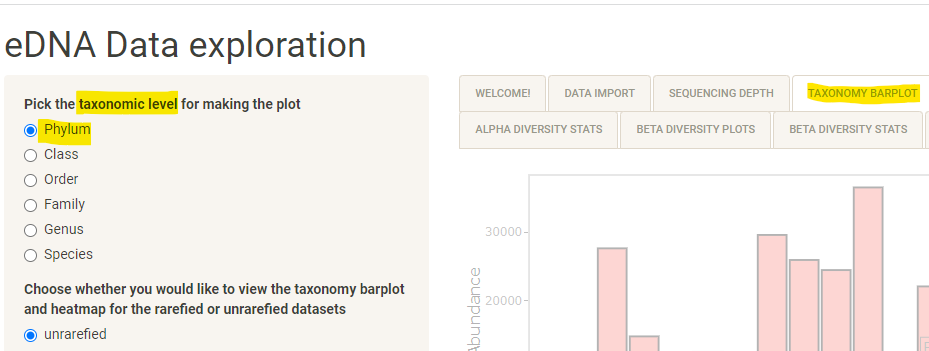 eDNA Data exploration
Pick the taxonomic level for making the plot
Phylum
Class
Order
Family
Genus
Species
Choose whether you would like to view the taxonomy barplot
and heatmap for the rarefied or unrarefied datasets
unrarefied
WELCOME!
DATA IMPORT
SEQUENCING DEPTH
TAXONOMY BARPLOT
ALPHA DIVERSITY STATS
BETA DIVERSITY PLOTS
BETA DIVERSITY STATS
30000
20000
Abundance